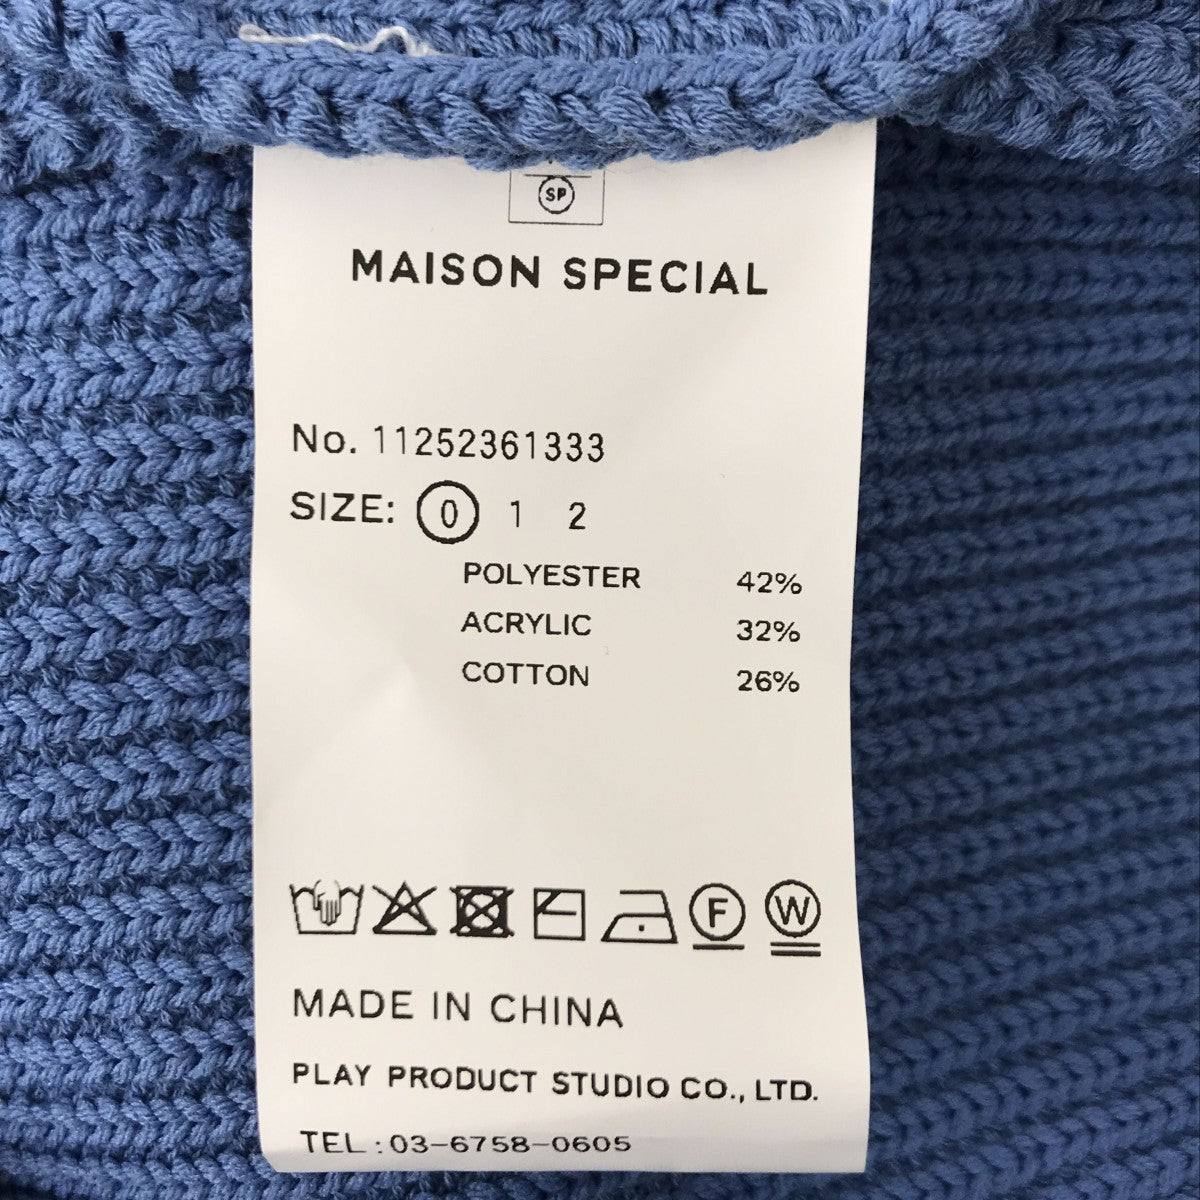 SP
MAISON SPECIAL
No. 11252361333
SIZE: 0 1 2
POLYESTER 42%
ACRYLIC 32%
COTTON 26%
F W
MADE IN CHINA
PLAY PRODUCT STUDIO CO., LTD.
TEL:03-6758-0605